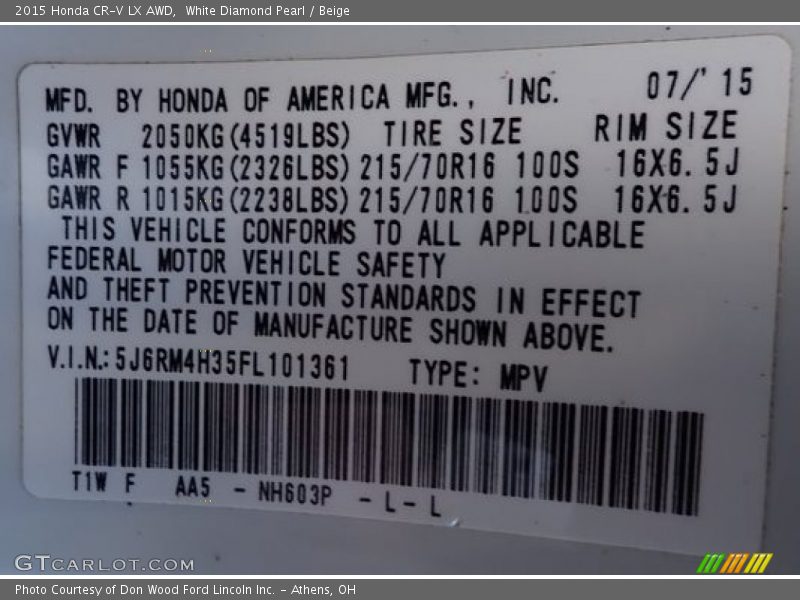 2015 Honda CR-V LX AWD, White Diamond Pearl / Beige
MFD. BY HONDA OF AMERICA MFG., INC. 07/'15
GVWR 2050KG(4519LBS) TIRE SIZE RIM SIZE
GAWR F 1055KG(2326LBS) 215/70R16 100S 16X6.5J
GAWR R 1015KG(2238LBS) 215/70R16 100S 16X6.5J
THIS VEHICLE CONFORMS TO ALL APPLICABLE
FEDERAL MOTOR VEHICLE SAFETY
AND THEFT PREVENTION STANDARDS IN EFFECT
ON THE DATE OF MANUFACTURE SHOWN ABOVE.
V.I.N.: 5J6RM4H35FL101361 TYPE: MPV
T1W F AA5 - NH603P - L- L
GTCARLOT.COM
Photo Courtesy of Don Wood Ford Lincoln Inc. - Athens, OH